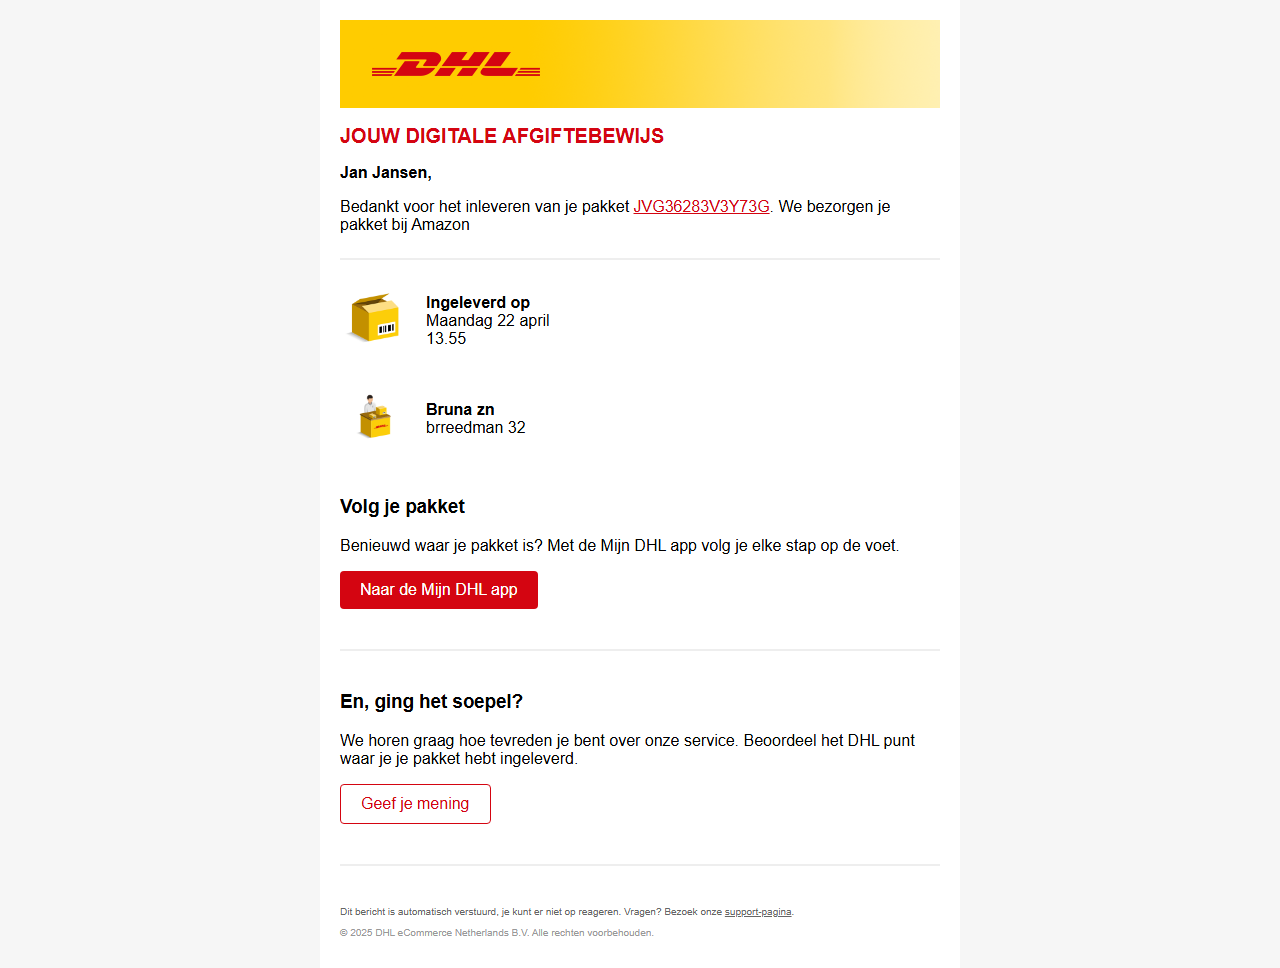 DHL
JOUW DIGITALE AFGIFTEBEWIJS
Jan Jansen,
Bedankt voor het inleveren van je pakket JVG36283V3Y73G. We bezorgen je
pakket bij Amazon
Ingeleverd op
Maandag 22 april
13.55
Bruna zn
brreedman 32
Volg je pakket
Benieuwd waar je pakket is? Met de Mijn DHL app volg je elke stap op de voet.
Naar de Mijn DHL app
En, ging het soepel?
We horen graag hoe tevreden je bent over onze service. Beoordeel het DHL punt
waar je je pakket hebt ingeleverd.
Geef je mening
Dit bericht is automatisch verstuurd, je kunt er niet op reageren. Vragen? Bezoek onze support-pagina.
© 2025 DHL eCommerce Netherlands B.V. Alle rechten voorbehouden.